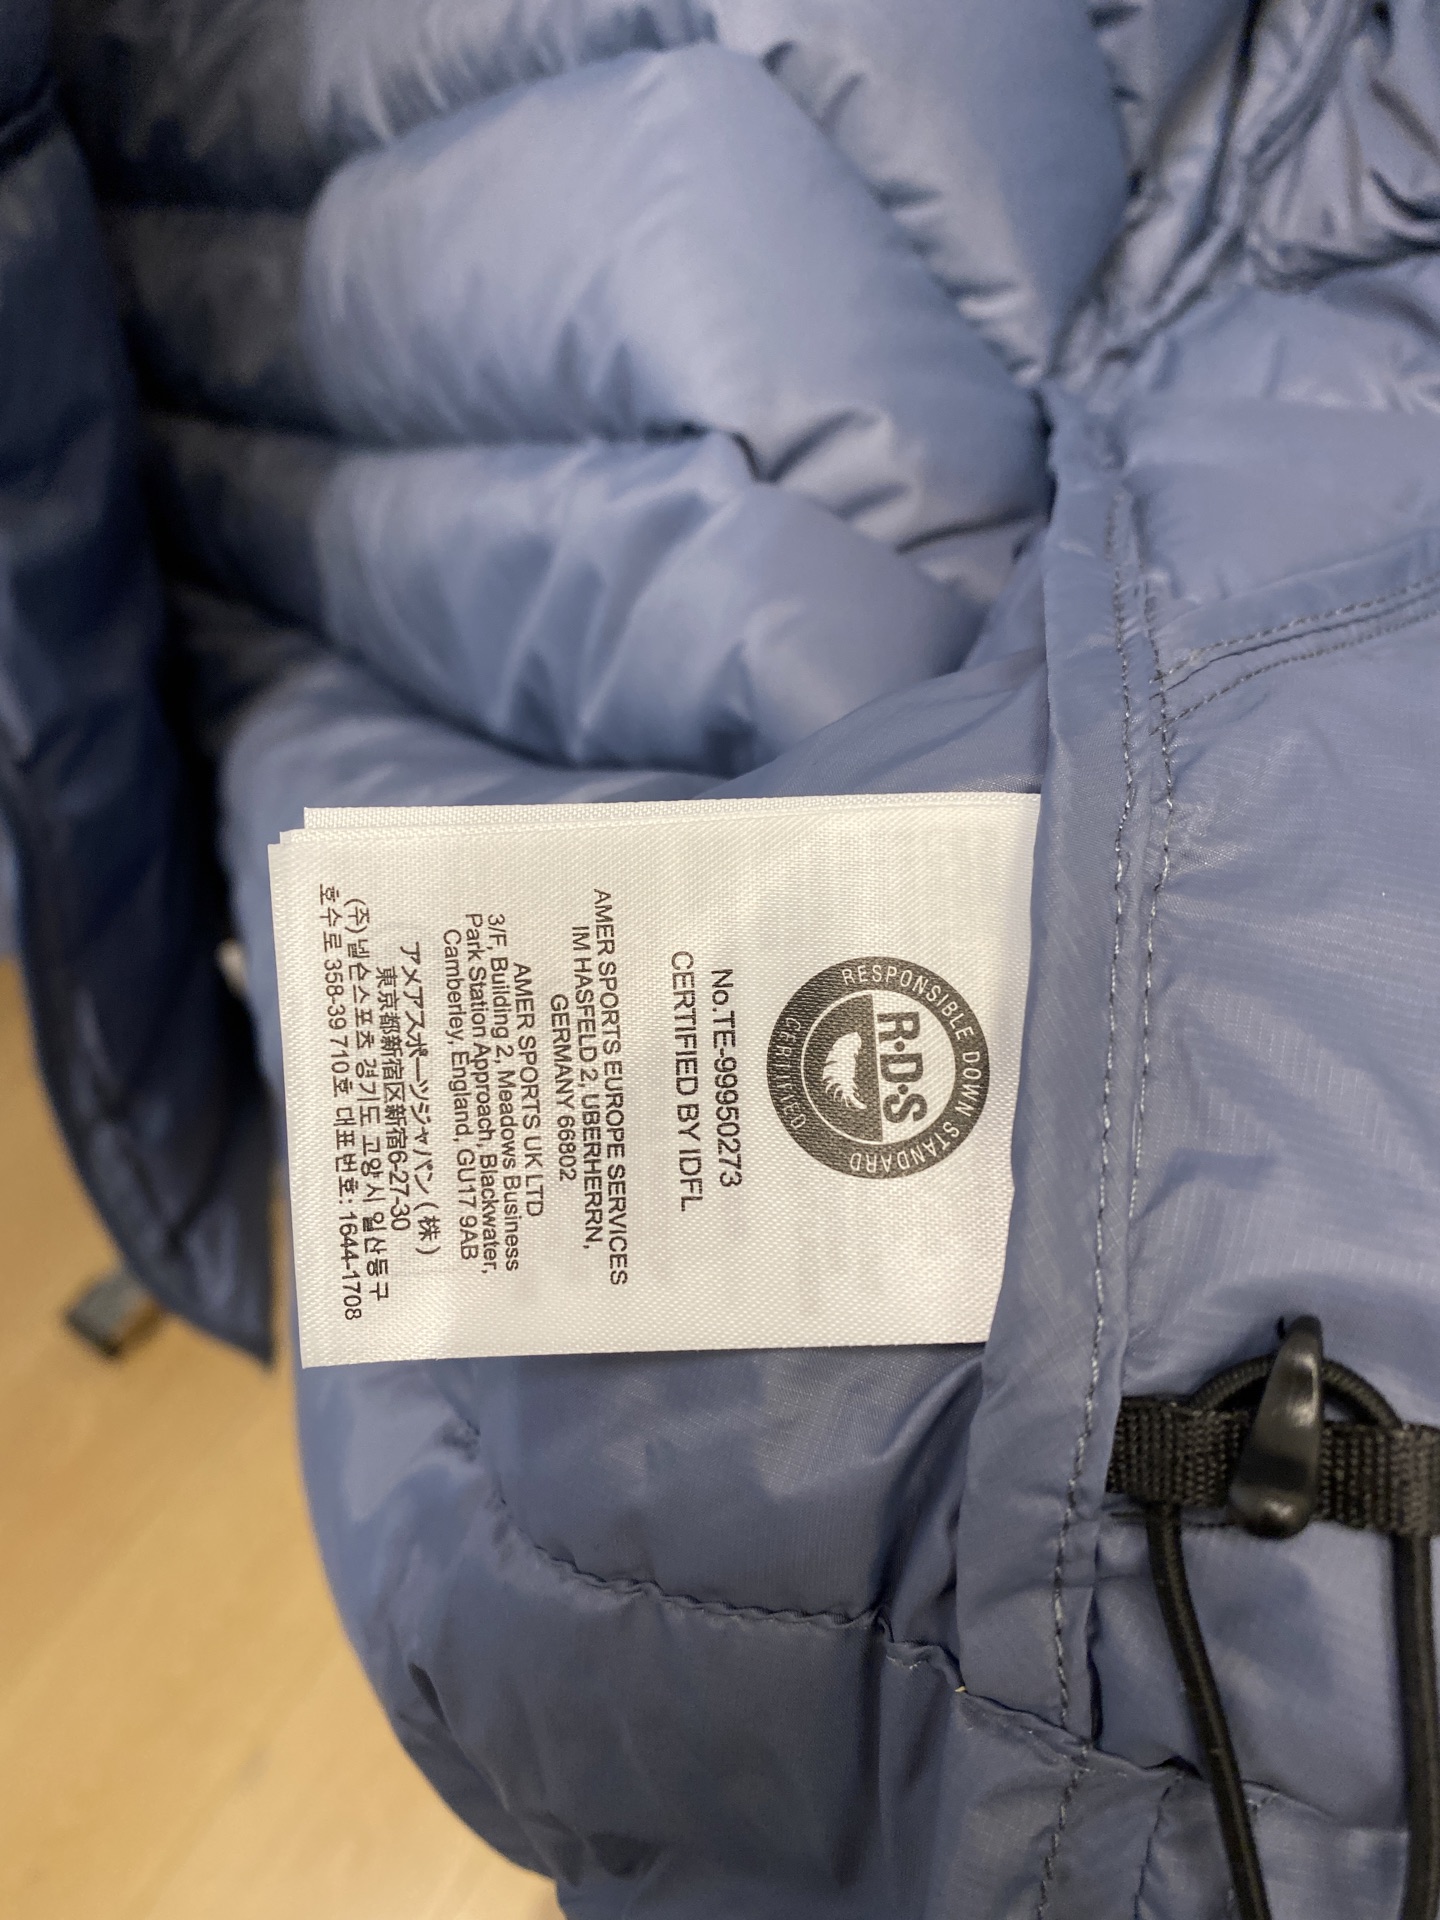 RESPONSIBLE DOWN STANDARD
R·D·S
CERTIFIED
No.TE-99950273
CERTIFIED BY IDFL
AMER SPORTS EUROPE SERVICES
IM HASFELD 2, UBERHERRN,
GERMANY 66802
AMER SPORTS UK LTD
3/F, Building 2, Meadows Business
Park Station Approach, Blackwater,
Camberley, England, GU17 9AB
アメアスポーツジャパン(株)
東京都新宿区新宿6-27-30
(주)넬슨스포츠 경기도 고양시 일산동구
호수로 358-39 710호 대표번호: 1644-1708